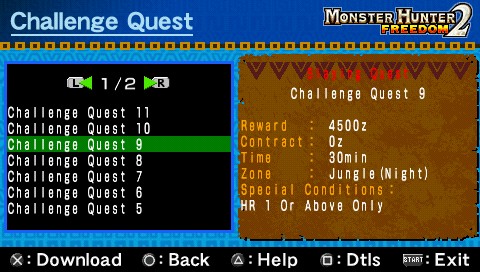 Challenge Quest
MONSTER HUNTER
FREEDOM 2
L 1/2 R
Challenge Quest 11
Challenge Quest 10
Challenge Quest 9
Challenge Quest 8
Challenge Quest 7
Challenge Quest 6
Challenge Quest 5
Challenge Quest 9
Reward : 4500z
Contract : 0z
Time : 30min
Zone : Jungle(Night)
Special Conditions :
HR 1 Or Above Only
:Download :Back :Help :Dtls START:Exit